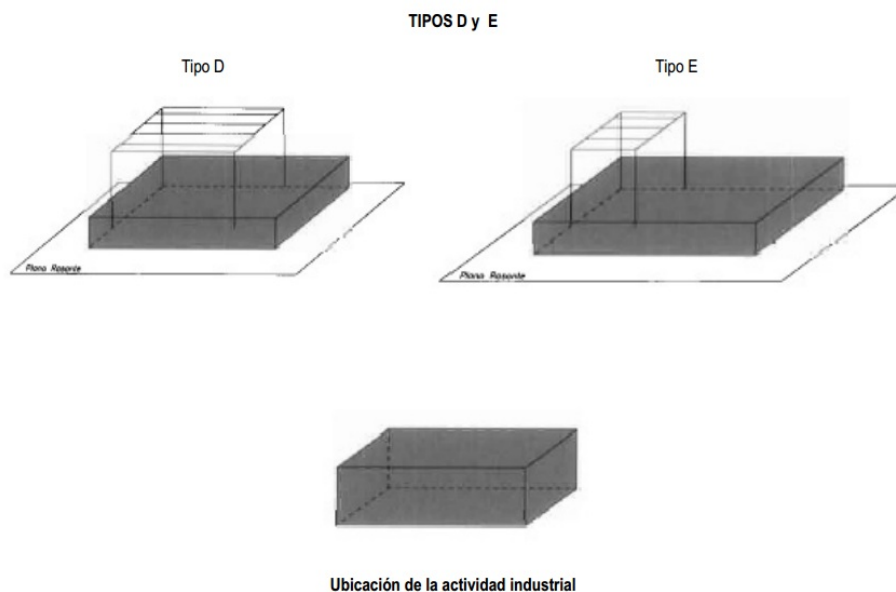 TIPOS D y E
Tipo D
Tipo E
Plano Rasante
Plano Rasante
Ubicación de la actividad industrial